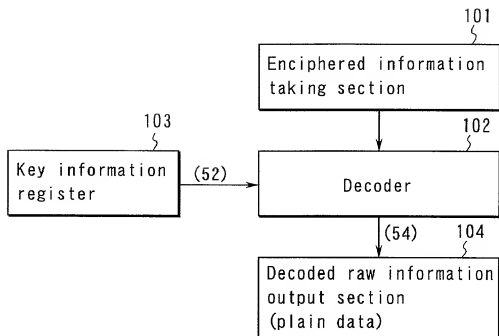 101
Enciphered information
taking section
103
102
Key information
register
(52)
Decoder
(54)
104
Decoded raw information
output section
(plain data)